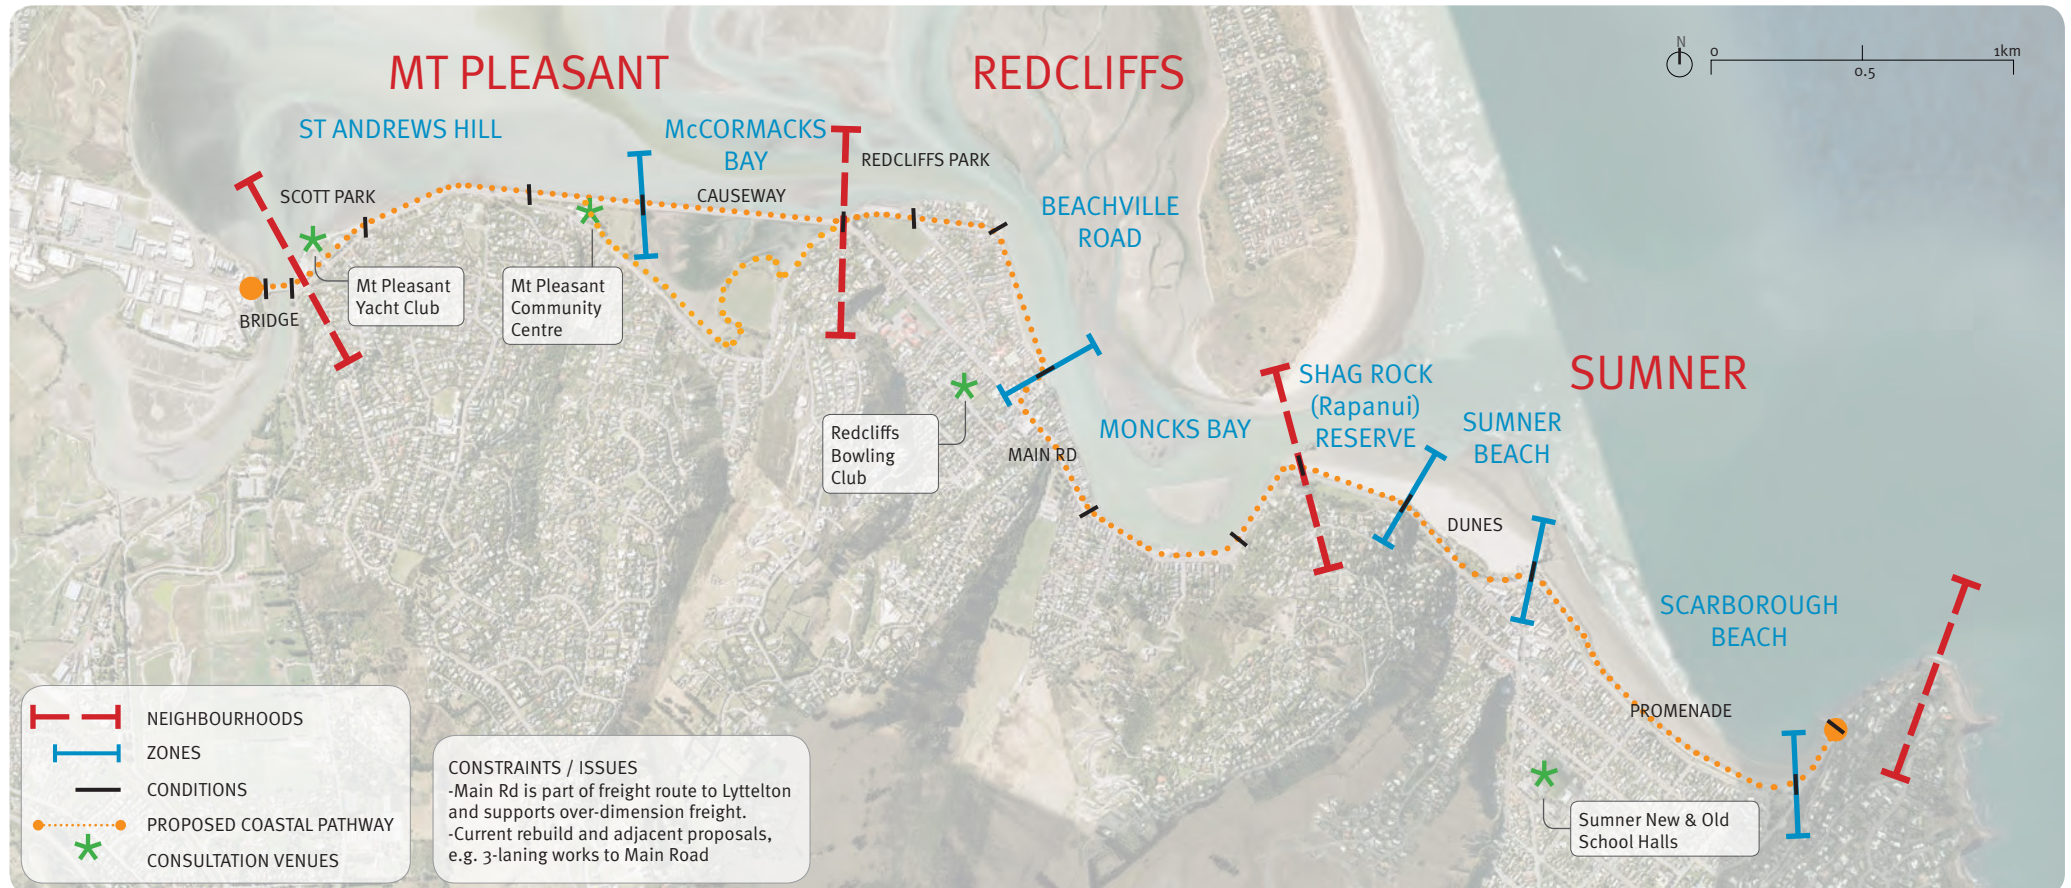 MT PLEASANT
REDCLIFFS
N
0
0.5
1km
ST ANDREWS HILL
McCORMACKS
BAY
REDCLIFFS PARK
SCOTT PARK
CAUSEWAY
BEACHVILLE
ROAD
Mt Pleasant
Yacht Club
Mt Pleasant
Community
Centre
BRIDGE
SHAG ROCK
(Rapanui)
RESERVE
SUMNER
SUMNER
BEACH
MONCKS BAY
Redcliffs
Bowling
Club
MAIN RD
DUNES
SCARBOROUGH
BEACH
PROMENADE
Sumner New & Old
School Halls
NEIGHBOURHOODS
ZONES
CONDITIONS
PROPOSED COASTAL PATHWAY
CONSULTATION VENUES
CONSTRAINTS / ISSUES
-Main Rd is part of freight route to Lyttelton
and supports over-dimension freight.
-Current rebuild and adjacent proposals,
e.g. 3-laning works to Main Road